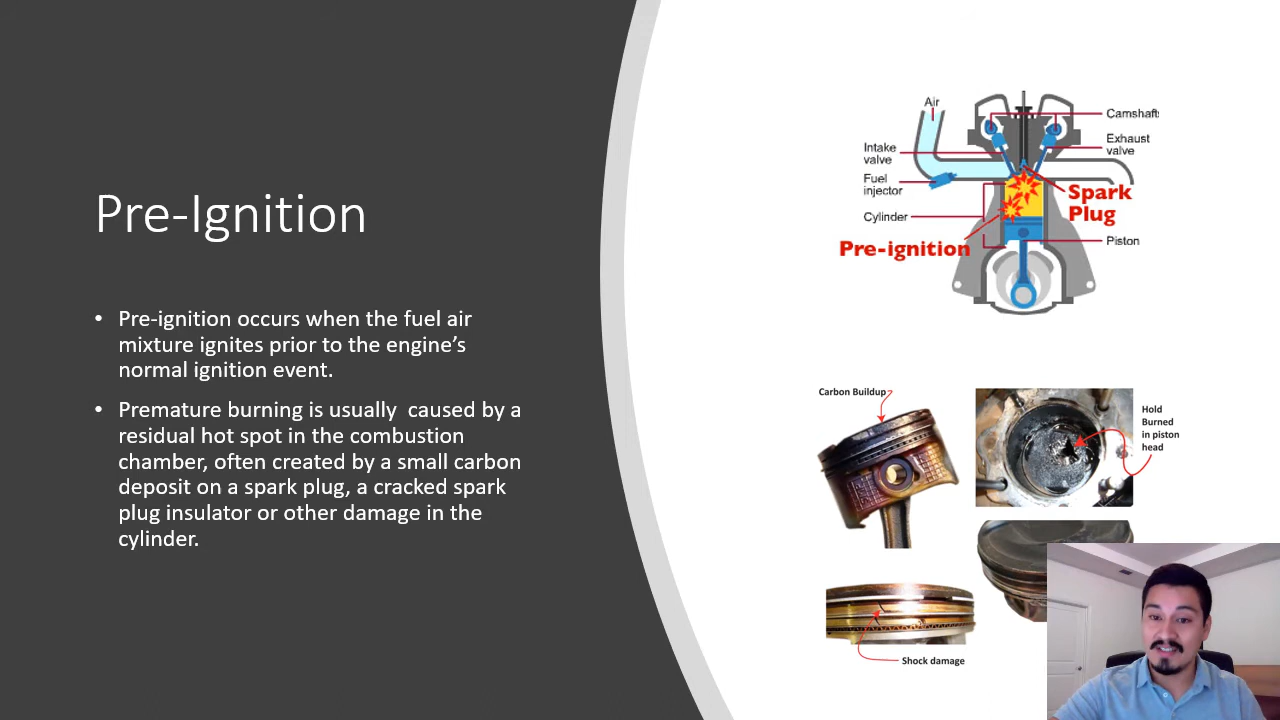 Pre-Ignition
• Pre-ignition occurs when the fuel air
mixture ignites prior to the engine’s
normal ignition event.
• Premature burning is usually caused by a
residual hot spot in the combustion
chamber, often created by a small carbon
deposit on a spark plug, a cracked spark
plug insulator or other damage in the
cylinder.
Air
Camshafts
Intake
valve
Exhaust
valve
Fuel
injector
Spark
Plug
Cylinder
Piston
Pre-ignition
Carbon Buildup
Hold
Burned
in piston
head
Shock damage